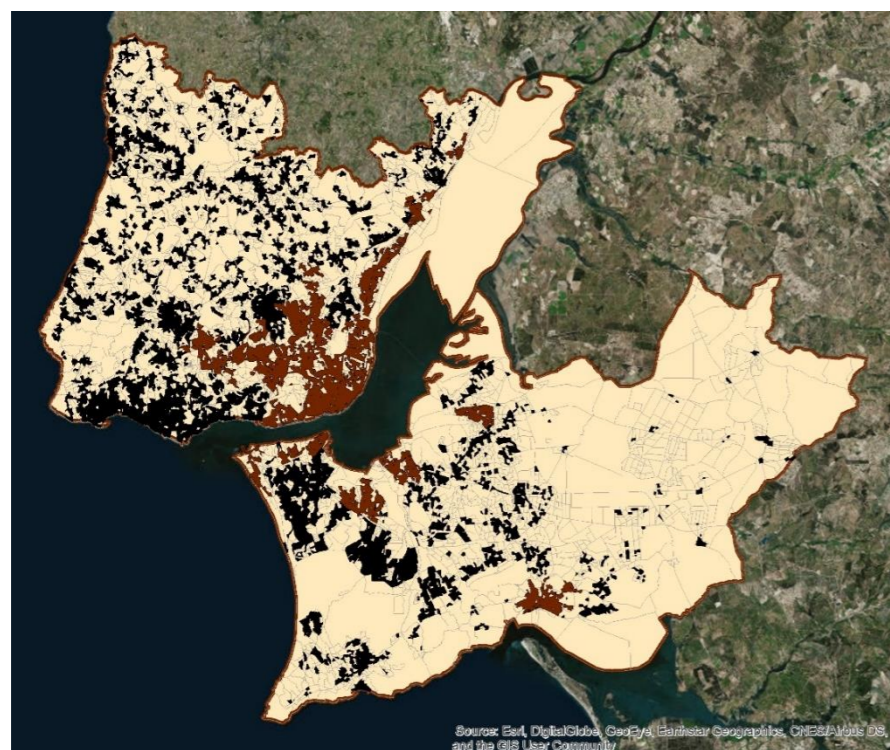 Source: Esri, DigitalGlobe, GeoEye, Earthstar Geographics, CNES/Airbus DS,
and the GIS User Community